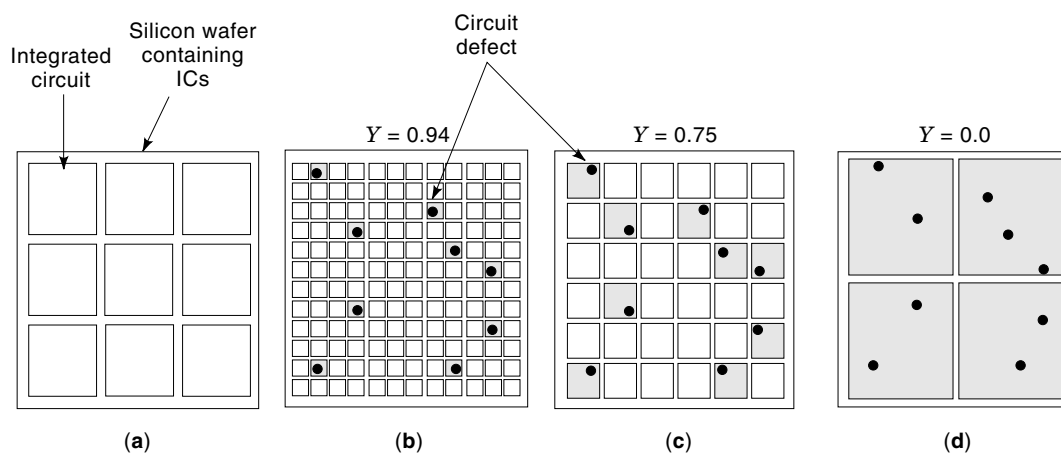 Integrated
circuit
Silicon wafer
containing
ICs
Circuit
defect
Y = 0.94
Y = 0.75
Y = 0.0
(a)
(b)
(c)
(d)